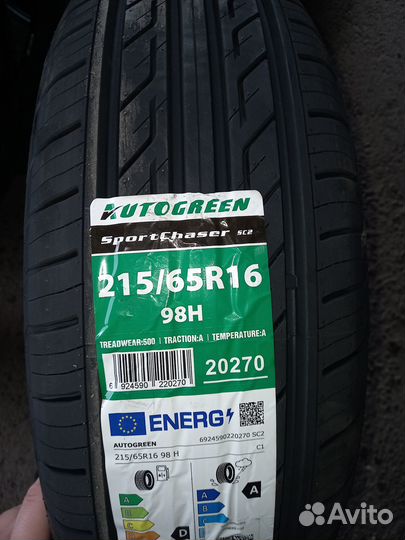 AUTOGREEN
SportChaser SC2
215/65R16
98H
TREADWEAR:500 | TRACTION:A | TEMPERATURE:A
6 924590 220270
20270
ENERG
AUTOGREEN
6924590220270 SC2
215/65R16 98 H
C1
A
B
C
D
A
B
A
Avito